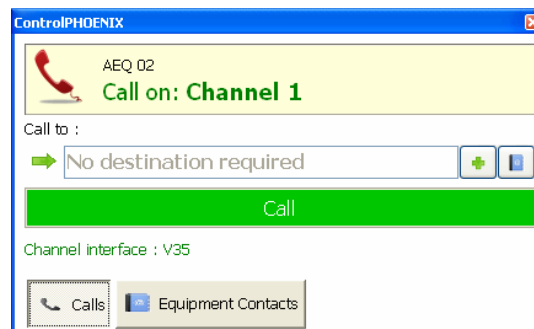 ControlPHOENIX
AEQ 02
Call on: Channel 1
Call to :
No destination required
Call
Channel interface : V35
Calls
Equipment Contacts